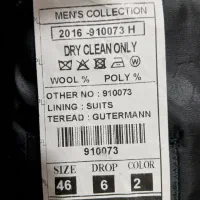 MEN'S COLLECTION
2016 -910073 H
DRY CLEAN ONLY
WOOL % POLY %
OTHER NO : 910073
LINING : SUITS
TEREAD : GUTERMANN
910073
SIZE DROP COLOR
46 6 2